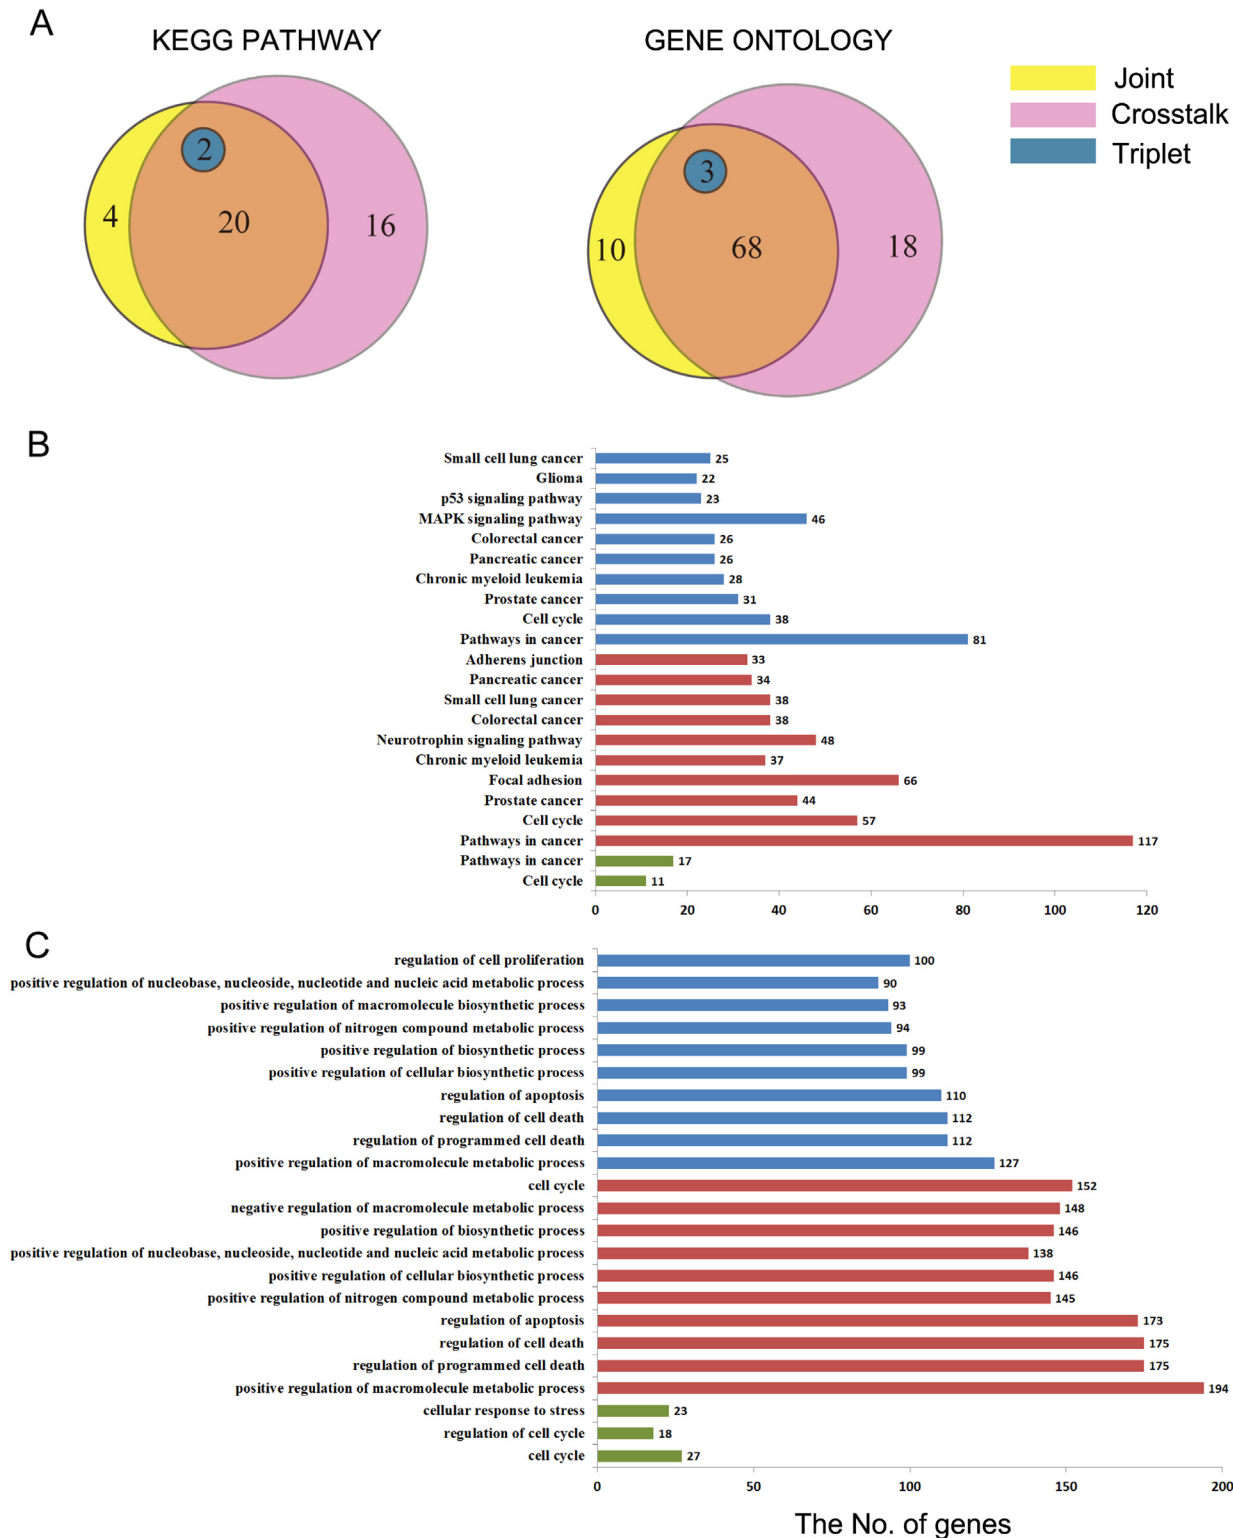 A
KEGG PATHWAY
GENE ONTOLOGY
Joint
Crosstalk
Triplet
2
4
20
16
3
10
68
18
B
Small cell lung cancer 25
Glioma 22
p53 signaling pathway 23
MAPK signaling pathway 46
Colorectal cancer 26
Pancreatic cancer 26
Chronic myeloid leukemia 28
Prostate cancer 31
Cell cycle 38
Pathways in cancer 81
Adherens junction 33
Pancreatic cancer 34
Small cell lung cancer 38
Colorectal cancer 38
Neurotrophin signaling pathway 48
Chronic myeloid leukemia 37
Focal adhesion 66
Prostate cancer 44
Cell cycle 57
Pathways in cancer 117
Pathways in cancer 17
Cell cycle 11
0 20 40 60 80 100 120
C
regulation of cell proliferation 100
positive regulation of nucleobase, nucleoside, nucleotide and nucleic acid metabolic process 90
positive regulation of macromolecule biosynthetic process 93
positive regulation of nitrogen compound metabolic process 94
positive regulation of biosynthetic process 99
positive regulation of cellular biosynthetic process 99
regulation of apoptosis 110
regulation of cell death 112
regulation of programmed cell death 112
positive regulation of macromolecule metabolic process 127
cell cycle 152
negative regulation of macromolecule metabolic process 148
positive regulation of biosynthetic process 146
positive regulation of nucleobase, nucleoside, nucleotide and nucleic acid metabolic process 138
positive regulation of cellular biosynthetic process 146
positive regulation of nitrogen compound metabolic process 145
regulation of apoptosis 173
regulation of cell death 175
regulation of programmed cell death 175
positive regulation of macromolecule metabolic process 194
cellular response to stress 23
regulation of cell cycle 18
cell cycle 27
0 50 100 150 200
The No. of genes